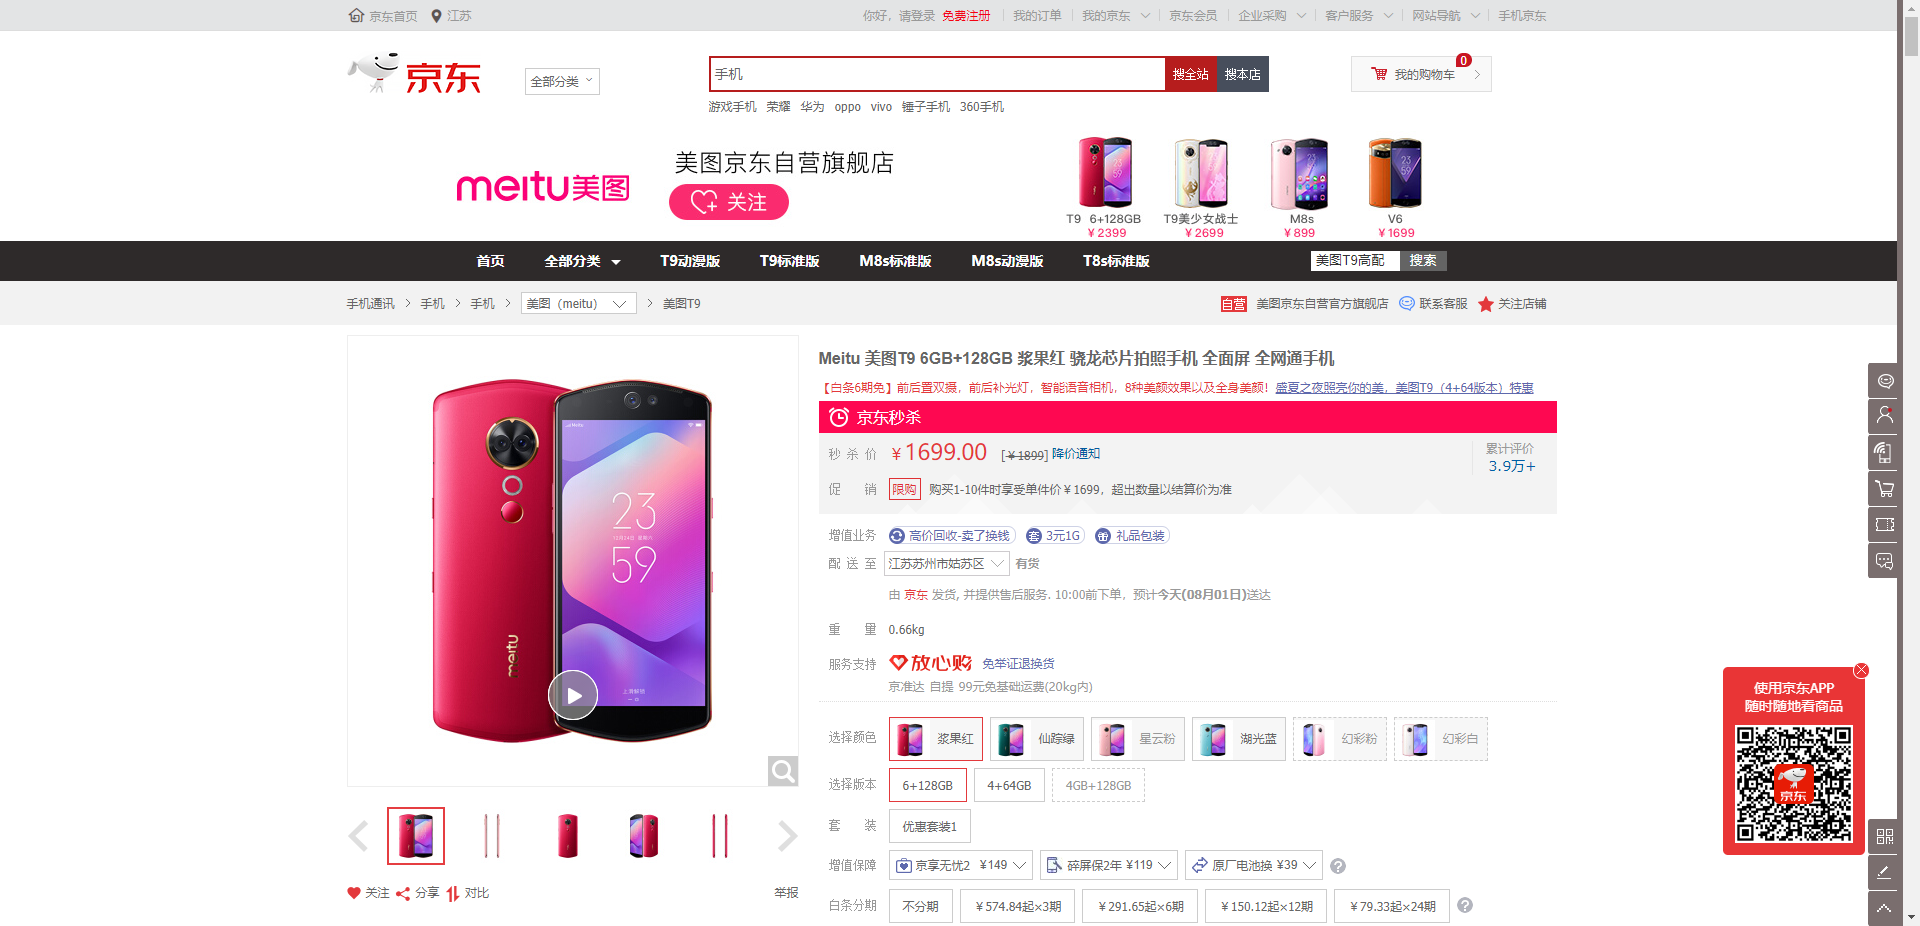 京东首页 江苏
你好，请登录 免费注册 我的订单 我的京东 京东会员 企业采购 客户服务 网站导航 手机京东
京东
全部分类
手机
搜全站 搜本店
我的购物车 0
游戏手机 荣耀 华为 oppo vivo 锤子手机 360手机
meitu美图
美图京东自营旗舰店
关注
T9 6+128GB T9美少女战士 M8s V6
¥2399 ¥2699 ¥899 ¥1699
首页 全部分类 T9动漫版 T9标准版 M8s标准版 M8s动漫版 T8s标准版
美图T9高配 搜索
手机通讯 > 手机 > 手机 > 美图（meitu） > 美图T9
自营 美图京东自营官方旗舰店 联系客服 关注店铺
Meitu 美图T9 6GB+128GB 浆果红 骁龙芯片拍照手机 全面屏 全网通手机
【白条6期免】前后置双摄，前后补光灯，智能语音相机，8种美颜效果以及全身美颜！盛夏之夜照亮你的美，美图T9（4+64版本）特惠
京东秒杀
秒杀价 ¥1699.00 [¥1899] 降价通知
累计评价
3.9万+
促销 限购 购买1-10件时享受单件价￥1699，超出数量以结算价为准
增值业务 高价回收-卖了换钱 套 3元1G 礼品包装
配送至 江苏苏州市姑苏区 有货
由 京东 发货, 并提供售后服务. 10:00前下单，预计今天(08月01日)送达
重量 0.66kg
服务支持 放心购 免举证退换货
京准达 自提 99元免基础运费(20kg内)
选择颜色 浆果红 仙踪绿 星云粉 湖光蓝 幻彩粉 幻彩白
选择版本 6+128GB 4+64GB 4GB+128GB
套装 优惠套装1
增值保障 京享无忧2 ¥149 碎屏保2年 ¥119 原厂电池换 ¥39
白条分期 不分期 ￥574.84起×3期 ￥291.65起×6期 ￥150.12起×12期 ￥79.33起×24期
23
59
meitu
关注 分享 对比 举报
使用京东APP
随时随地看商品
京东